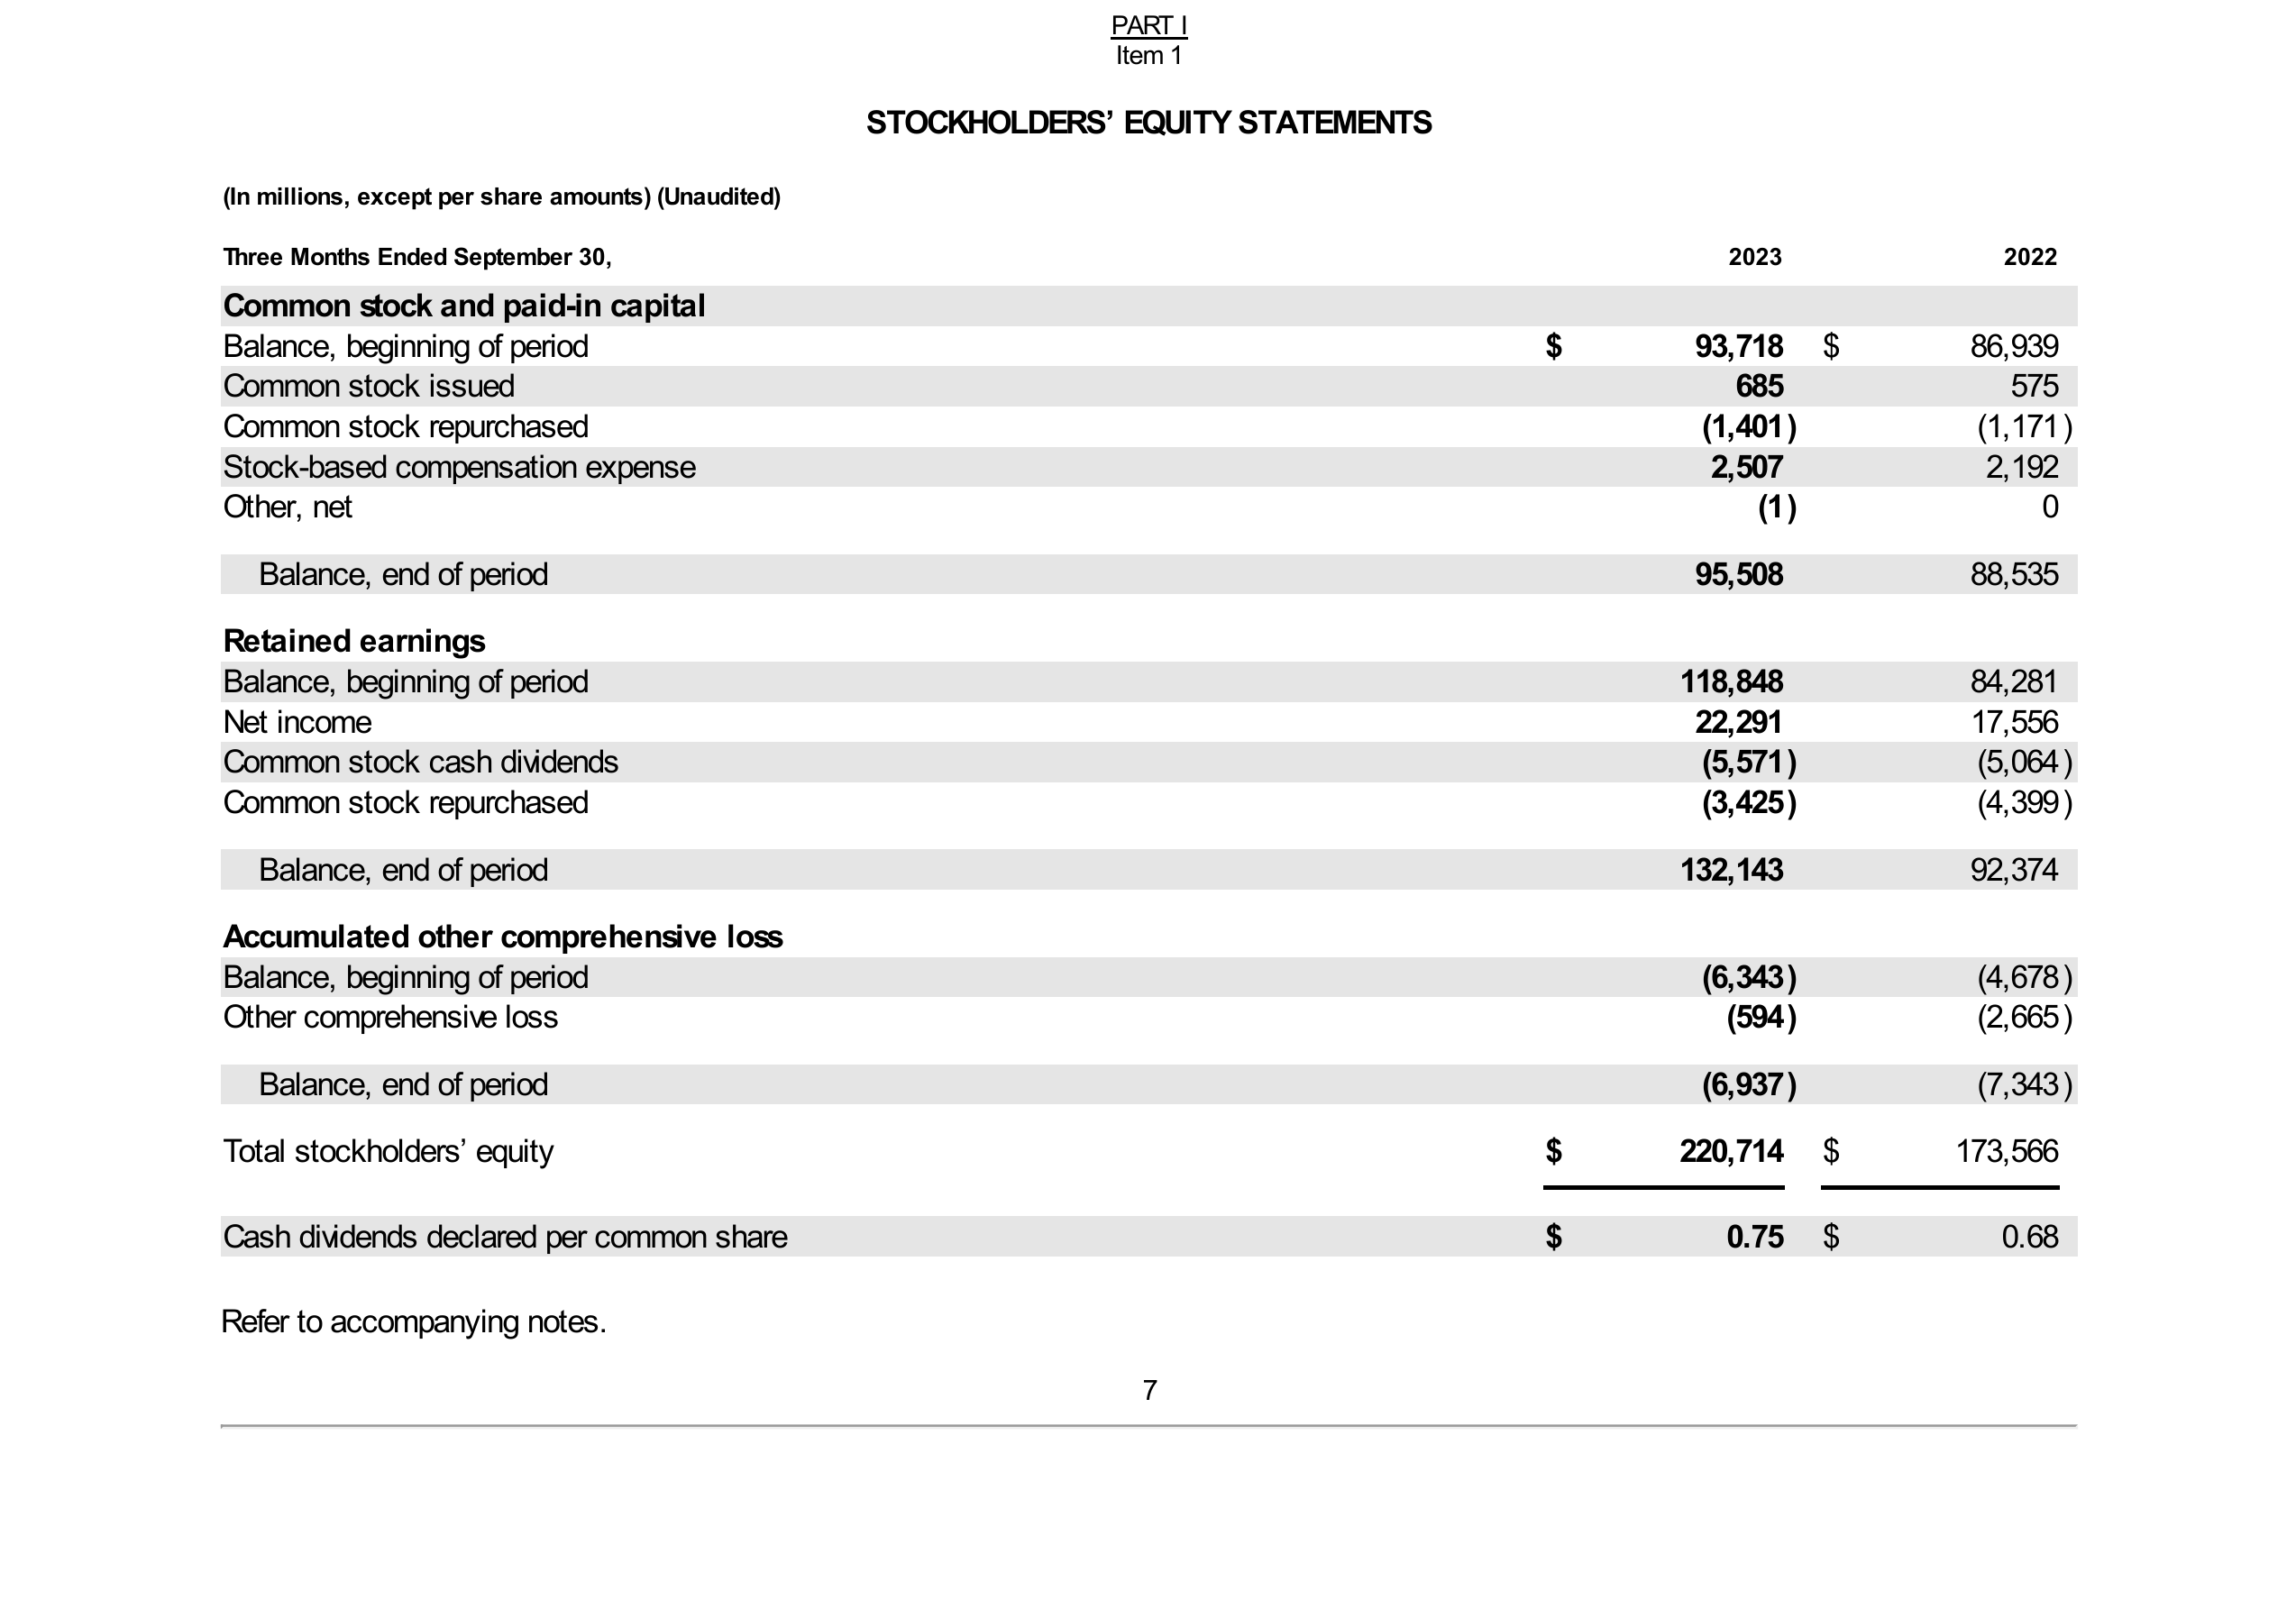 PART I
Item 1
STOCKHOLDERS’ EQUITY STATEMENTS
(In millions, except per share amounts) (Unaudited)
Three Months Ended September 30, 2023 2022
Common stock and paid-in capital
Balance, beginning of period $ 93,718 $ 86,939
Common stock issued 685 575
Common stock repurchased (1,401) (1,171)
Stock-based compensation expense 2,507 2,192
Other, net (1) 0
Balance, end of period 95,508 88,535
Retained earnings
Balance, beginning of period 118,848 84,281
Net income 22,291 17,556
Common stock cash dividends (5,571) (5,064)
Common stock repurchased (3,425) (4,399)
Balance, end of period 132,143 92,374
Accumulated other comprehensive loss
Balance, beginning of period (6,343) (4,678)
Other comprehensive loss (594) (2,665)
Balance, end of period (6,937) (7,343)
Total stockholders’ equity $ 220,714 $ 173,566
Cash dividends declared per common share $ 0.75 $ 0.68
Refer to accompanying notes.
7